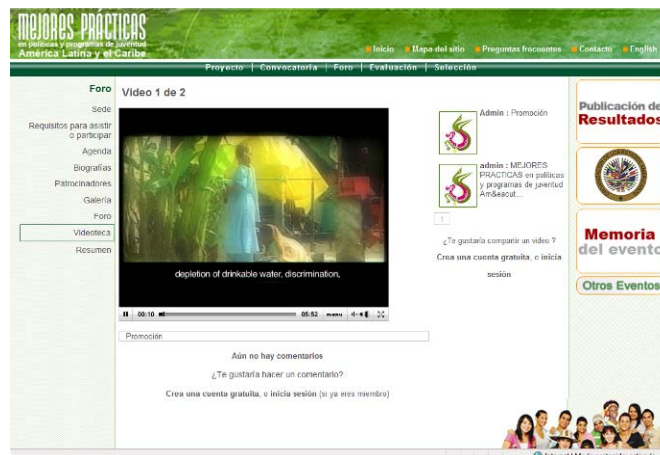 MEJORES PRÁCTICAS
en políticas y programas de juventud
América Latina y el Caribe
Inicio
Mapa del sitio
Preguntas frecuentes
Contacto
English
Proyecto | Convocatoria | Foro | Evaluación | Selección
Foro
Sede
Requisitos para asistir
o participar
Agenda
Biografías
Patrocinadores
Galería
Foro
Videoteca
Resumen
Video 1 de 2
depletion of drinkable water, discrimination,
00:10
05:52
menu
Promoción
Aún no hay comentarios
¿Te gustaría hacer un comentario?
Crea una cuenta gratuita, o inicia sesión (si ya eres miembro)
Admin : Promoción
admin : MEJORES
PRACTICAS en políticas
y programas de juventud
Am&eacut...
1
¿Te gustaría compartir un video ?
Crea una cuenta gratuita, o inicia
sesión
Publicación de
Resultados
Memoria
del evento
Otros Eventos